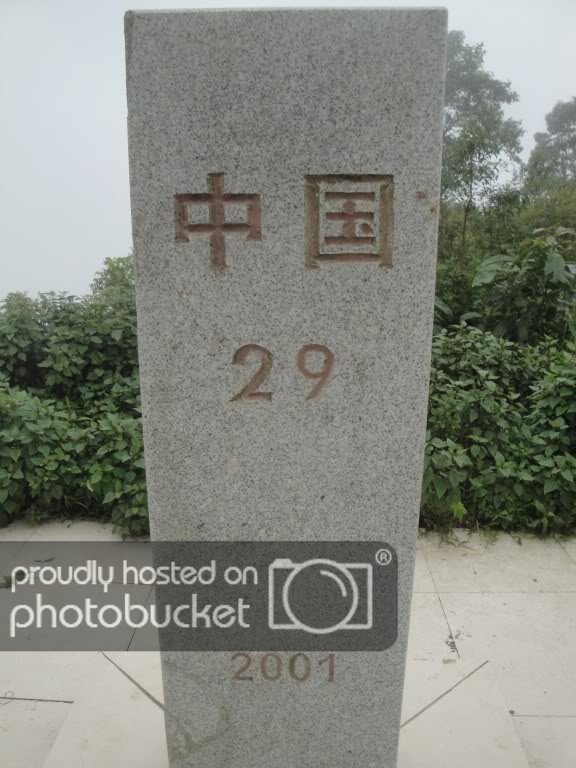 中国
29
proudly hosted on
photobucket
®
2001